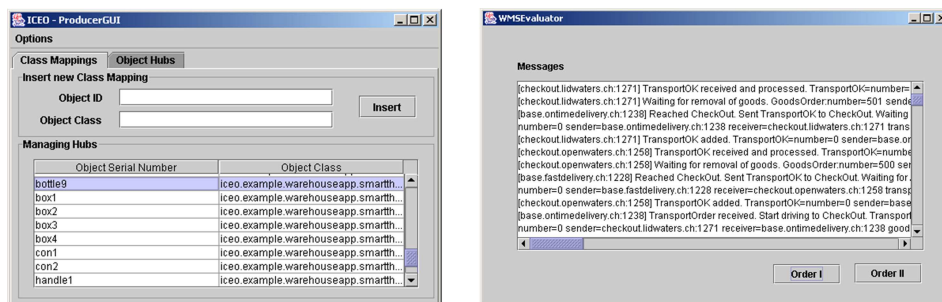 ICEO - ProducerGUI
Options
Class Mappings Object Hubs
Insert new Class Mapping
Object ID
Insert
Object Class
Managing Hubs
Object Serial Number Object Class
bottle9 iceo.example.warehouseapp.smartth...
box1 iceo.example.warehouseapp.smartth...
box2 iceo.example.warehouseapp.smartth...
box3 iceo.example.warehouseapp.smartth...
box4 iceo.example.warehouseapp.smartth...
con1 iceo.example.warehouseapp.smartth...
con2 iceo.example.warehouseapp.smartth...
handle1 iceo.example.warehouseapp.smartth...
WMSEvaluator
Messages
[checkout.lidwaters.ch:1271] TransportOK received and processed. TransportOK=number=
[checkout.lidwaters.ch:1271] Waiting for removal of goods. GoodsOrder:number=501 sende
[base.ontimedelivery.ch:1238] Reached CheckOut. Sent TransportOK to CheckOut. Waiting
number=0 sender=base.ontimedelivery.ch:1238 receiver=checkout.lidwaters.ch:1271 trans
[checkout.lidwaters.ch:1271] TransportOK added. TransportOK=number=0 sender=base.on
[checkout.openwaters.ch:1258] TransportOK received and processed. TransportOK=numbe
[checkout.openwaters.ch:1258] Waiting for removal of goods. GoodsOrder:number=500 ser
[base.fastdelivery.ch:1228] Reached CheckOut. Sent TransportOK to CheckOut. Waiting for
number=0 sender=base.fastdelivery.ch:1228 receiver=checkout.openwaters.ch:1258 transp
[checkout.openwaters.ch:1258] TransportOK added. TransportOK=number=0 sender=base
[base.ontimedelivery.ch:1238] TransportOrder received. Start driving to CheckOut. Transport
number=0 sender=checkout.lidwaters.ch:1271 receiver=base.ontimedelivery.ch:1238 good
Order I Order II